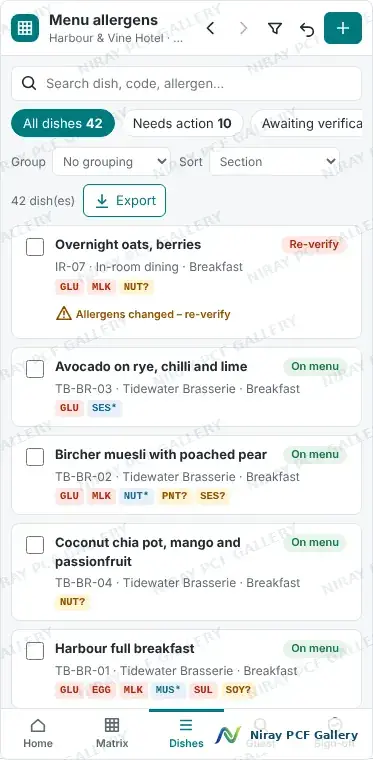 Menu allergens
Harbour & Vine Hotel · ...
Search dish, code, allergen...
All dishes 42
Needs action 10
Awaiting verifica
Group No grouping Sort Section
42 dish(es) Export
Overnight oats, berries Re-verify
IR-07 · In-room dining · Breakfast
GLU MLK NUT?
Allergens changed – re-verify
Avocado on rye, chilli and lime On menu
TB-BR-03 · Tidewater Brasserie · Breakfast
GLU SES*
Bircher muesli with poached pear On menu
TB-BR-02 · Tidewater Brasserie · Breakfast
GLU MLK NUT* PNT? SES?
Coconut chia pot, mango and On menu
passionfruit
TB-BR-04 · Tidewater Brasserie · Breakfast
NUT?
Harbour full breakfast On menu
TB-BR-01 · Tidewater Brasserie · Breakfast
GLU EGG MLK MUS* SUL SOY?
Home Matrix Dishes Guest Sign-off
Niray PCF Gallery
NIRAY PCF GALLERY